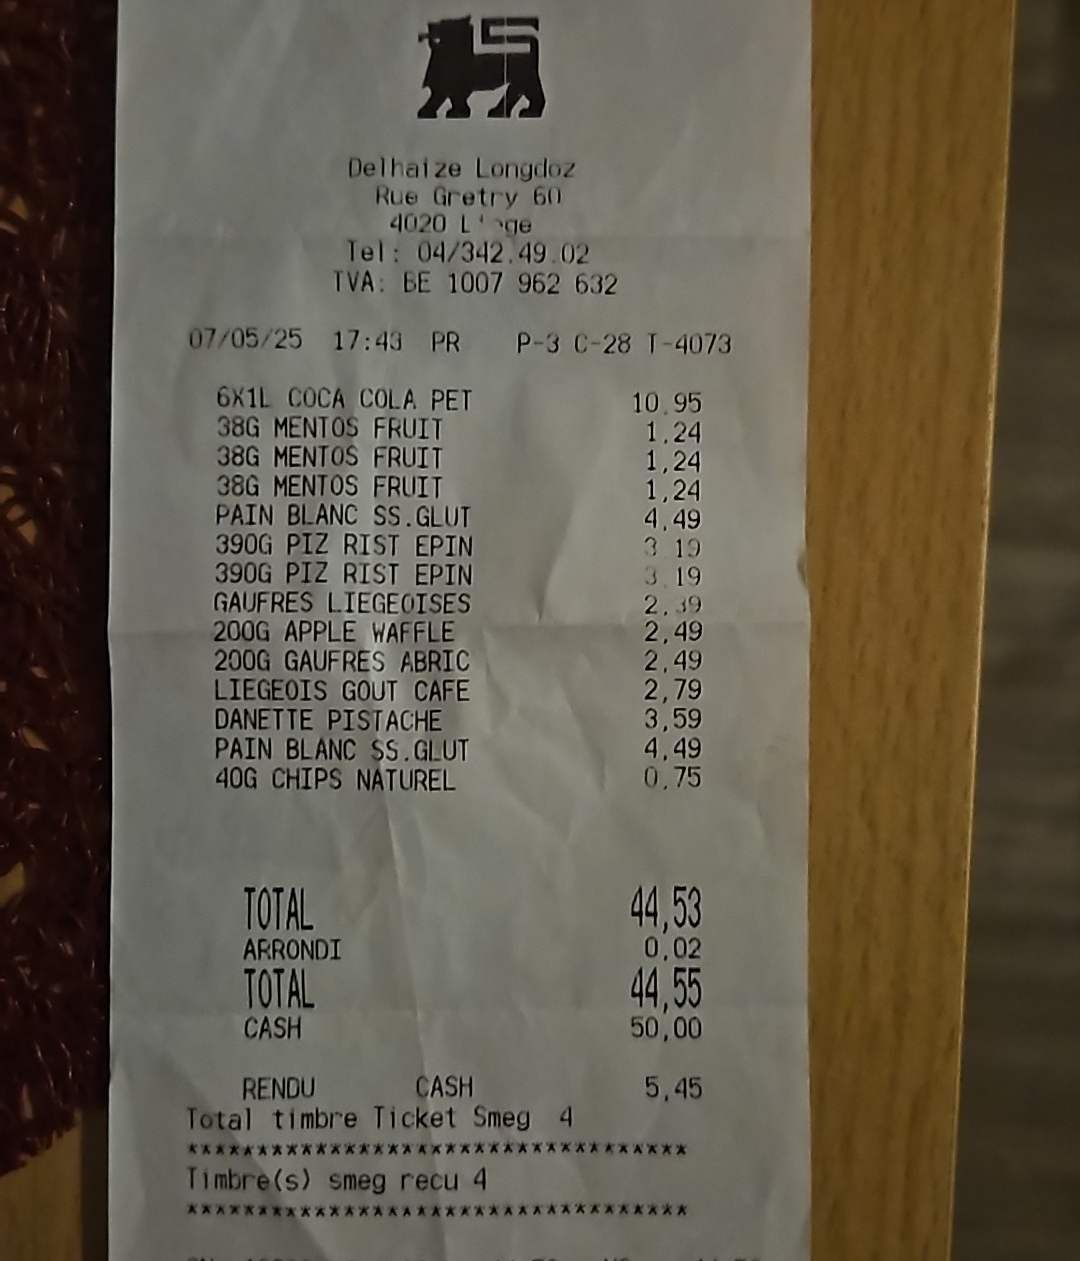 Delhaize Longdoz
Rue Gretry 60
4020
Tel: 04/342.49.02
TVA: BE 1007 962 632
07/05/25 17:43 PR P-3 C-28 T-4073
6X1L COCA COLA PET 10,95
38G MENTOS FRUIT 1,24
38G MENTOS FRUIT 1,24
38G MENTOS FRUIT 1,24
PAIN BLANC SS.GLUT 4,49
390G PIZ RIST EPIN 3,19
390G PIZ RIST EPIN 3,19
GAUFRES LIEGEOISES 2,39
200G APPLE WAFFLE 2,49
200G GAUFRES ABRIC 2,49
LIEGEOIS GOUT CAFE 2,79
DANETTE PISTACHE 3,59
PAIN BLANC SS.GLUT 4,49
40G CHIPS NATUREL 0,75
TOTAL 44,53
ARRONDI 0,02
TOTAL 44,55
CASH 50,00
RENDU CASH 5,45
Total timbre Ticket Smeg 4
***********************************
Timbre(s) smeg recu 4
***********************************